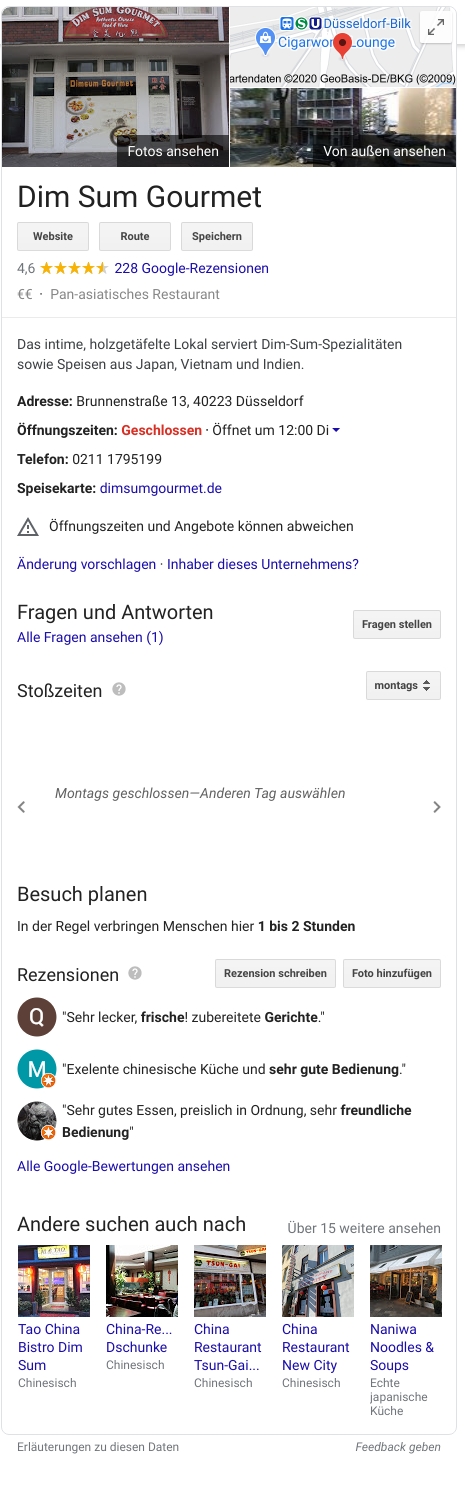 DIM SUM GOURMET
Authentic Chinese
Food & Wine
Dimsum Gourmet
Fotos ansehen
Düsseldorf-Bilk
Cigarwor Lounge
artendaten ©2020 GeoBasis-DE/BKG (©2009)
Von außen ansehen
Dim Sum Gourmet
Website Route Speichern
4,6 228 Google-Rezensionen
€€ · Pan-asiatisches Restaurant
Das intime, holzgetäfelte Lokal serviert Dim-Sum-Spezialitäten
sowie Speisen aus Japan, Vietnam und Indien.
Adresse: Brunnenstraße 13, 40223 Düsseldorf
Öffnungszeiten: Geschlossen · Öffnet um 12:00 Di
Telefon: 0211 1795199
Speisekarte: dimsumgourmet.de
Öffnungszeiten und Angebote können abweichen
Änderung vorschlagen · Inhaber dieses Unternehmens?
Fragen und Antworten
Alle Fragen ansehen (1)
Fragen stellen
Stoßzeiten ?
montags
Montags geschlossen—Anderen Tag auswählen
Besuch planen
In der Regel verbringen Menschen hier 1 bis 2 Stunden
Rezensionen ? Rezension schreiben Foto hinzufügen
Q "Sehr lecker, frische! zubereitete Gerichte."
M "Exelente chinesische Küche und sehr gute Bedienung."
"Sehr gutes Essen, preislich in Ordnung, sehr freundliche
Bedienung"
Alle Google-Bewertungen ansehen
Andere suchen auch nach Über 15 weitere ansehen
TSUN-GAI
Tao China
Bistro Dim
Sum
Chinesisch
China-Re...
Dschunke
Chinesisch
China
Restaurant
Tsun-Gai...
Chinesisch
China
Restaurant
New City
Chinesisch
Naniwa
Noodles &
Soups
Echte
japanische
Küche
Erläuterungen zu diesen Daten Feedback geben